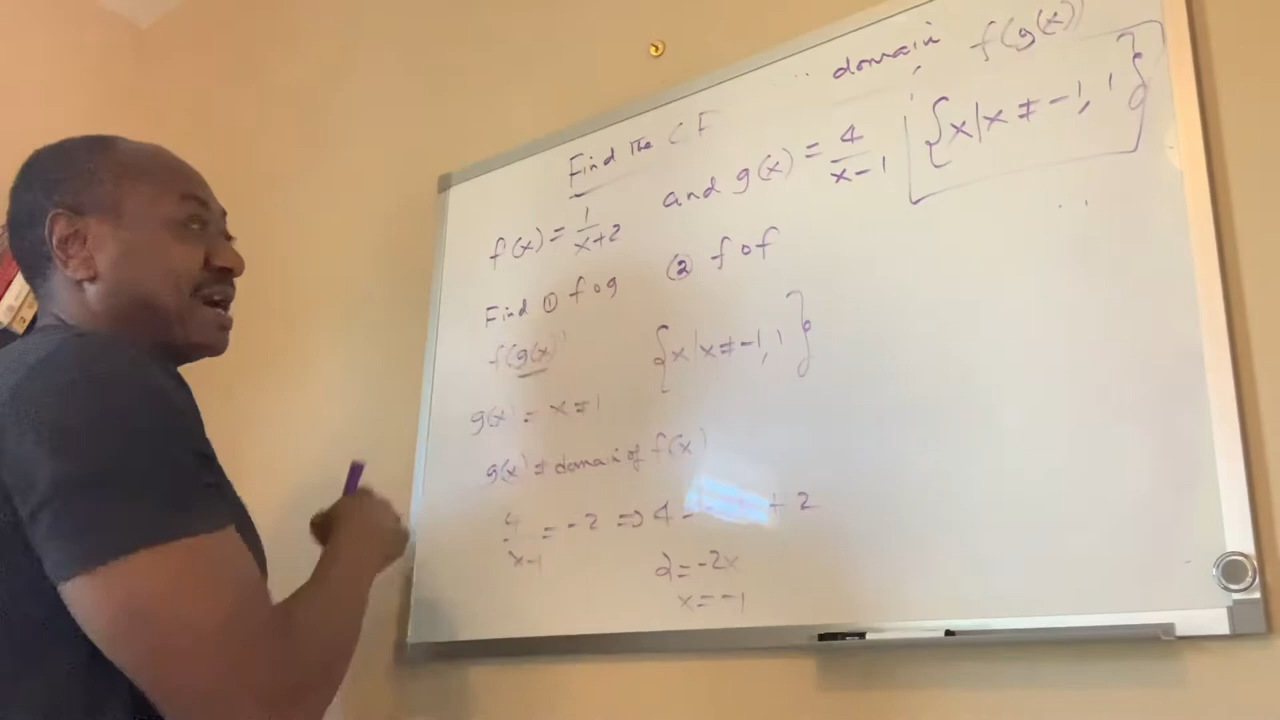 domain f(g(x))
Find the CF
f(x) = 1/(x+2) and g(x) = 4/(x-1) {x|x ≠ -1, 1}
Find ① f∘g ② f∘f
f(g(x)) {x|x ≠ -1, 1}
g(x) = x ≠ 1
g(x) ≠ domain of f(x)
4/(x-1) = -2 ⇒ 4 = + 2
2 = -2x
x = -1